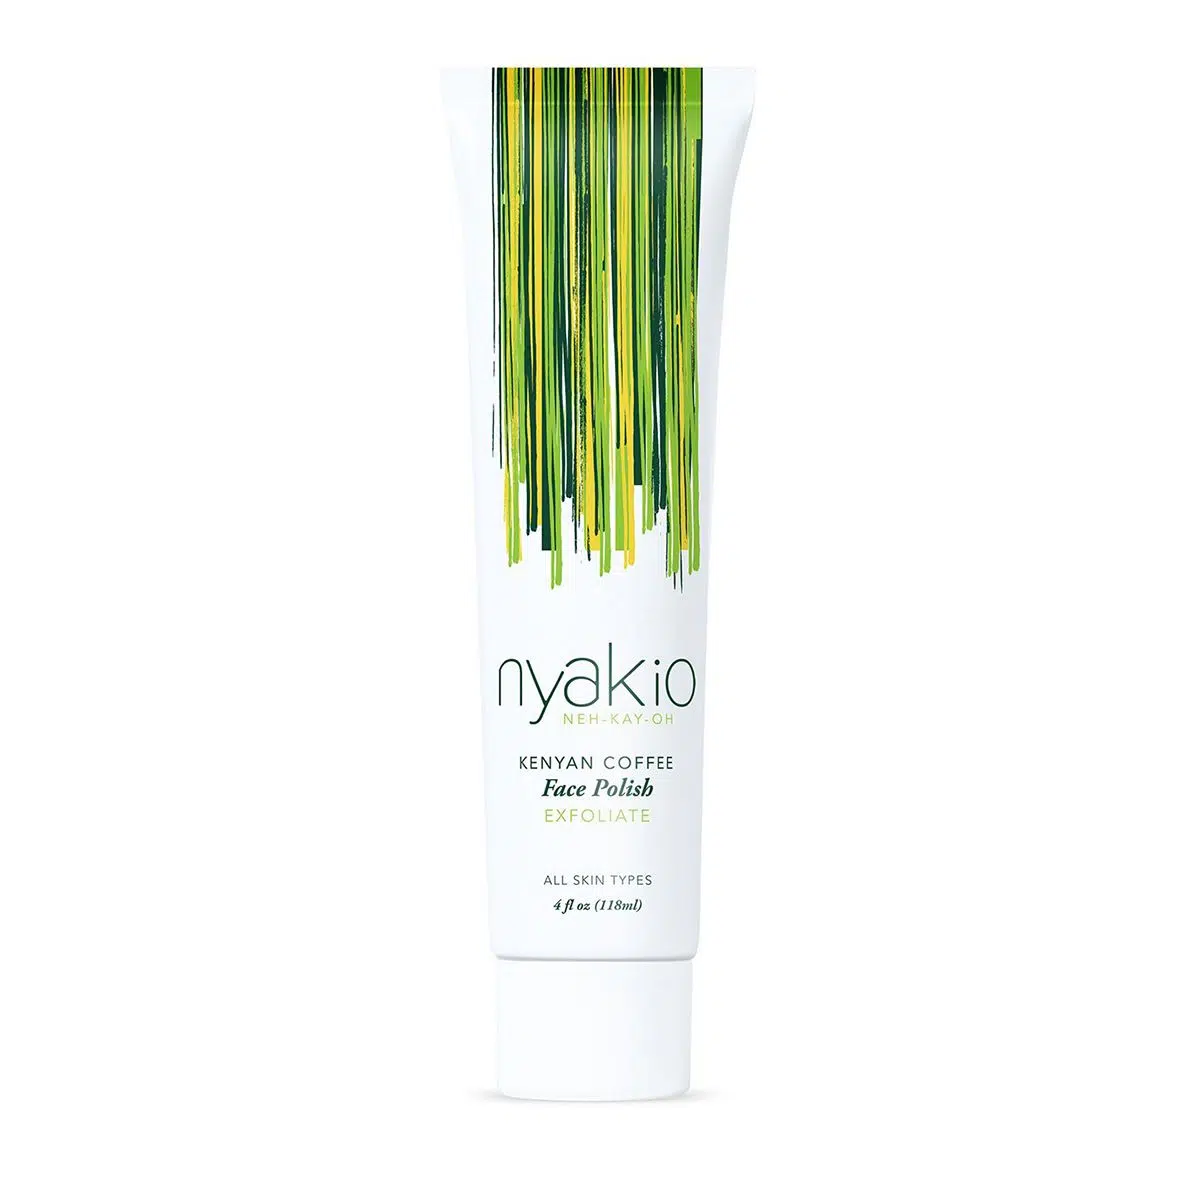 nyakio
NEH-KAY-OH
KENYAN COFFEE
Face Polish
EXFOLIATE
ALL SKIN TYPES
4 fl oz (118ml)